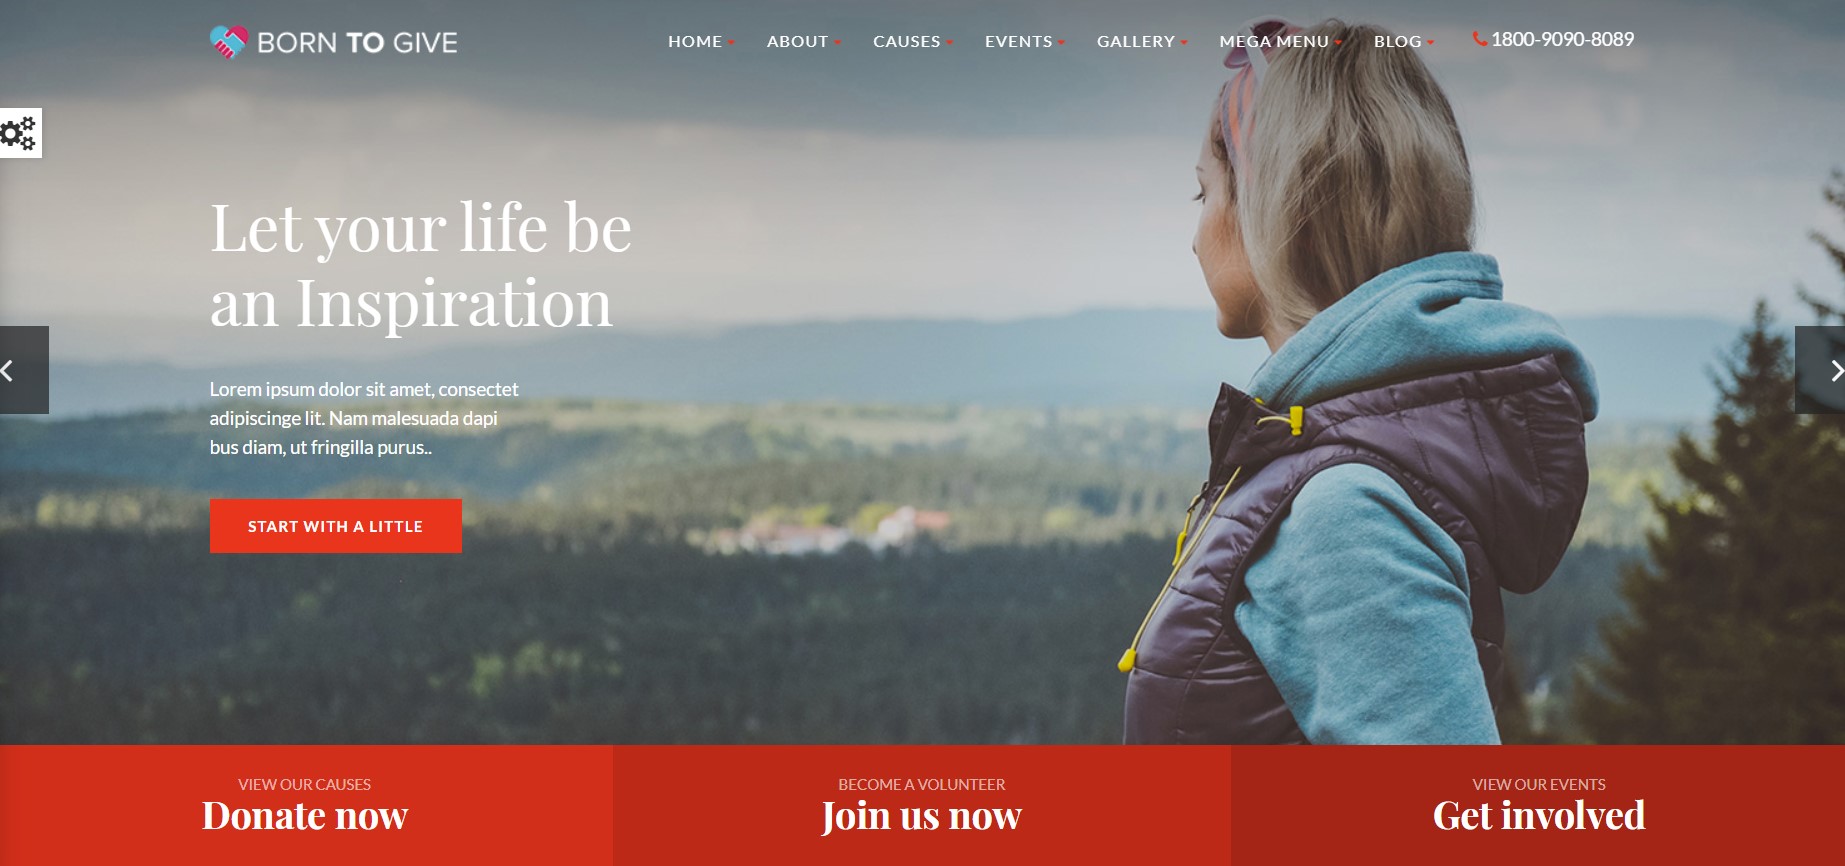 BORN TO GIVE
HOME ABOUT CAUSES EVENTS GALLERY MEGA MENU BLOG 1800-9090-8089
Let your life be
an Inspiration
Lorem ipsum dolor sit amet, consectet
adipiscinge lit. Nam malesuada dapi
bus diam, ut fringilla purus..
START WITH A LITTLE
VIEW OUR CAUSES
Donate now
BECOME A VOLUNTEER
Join us now
VIEW OUR EVENTS
Get involved